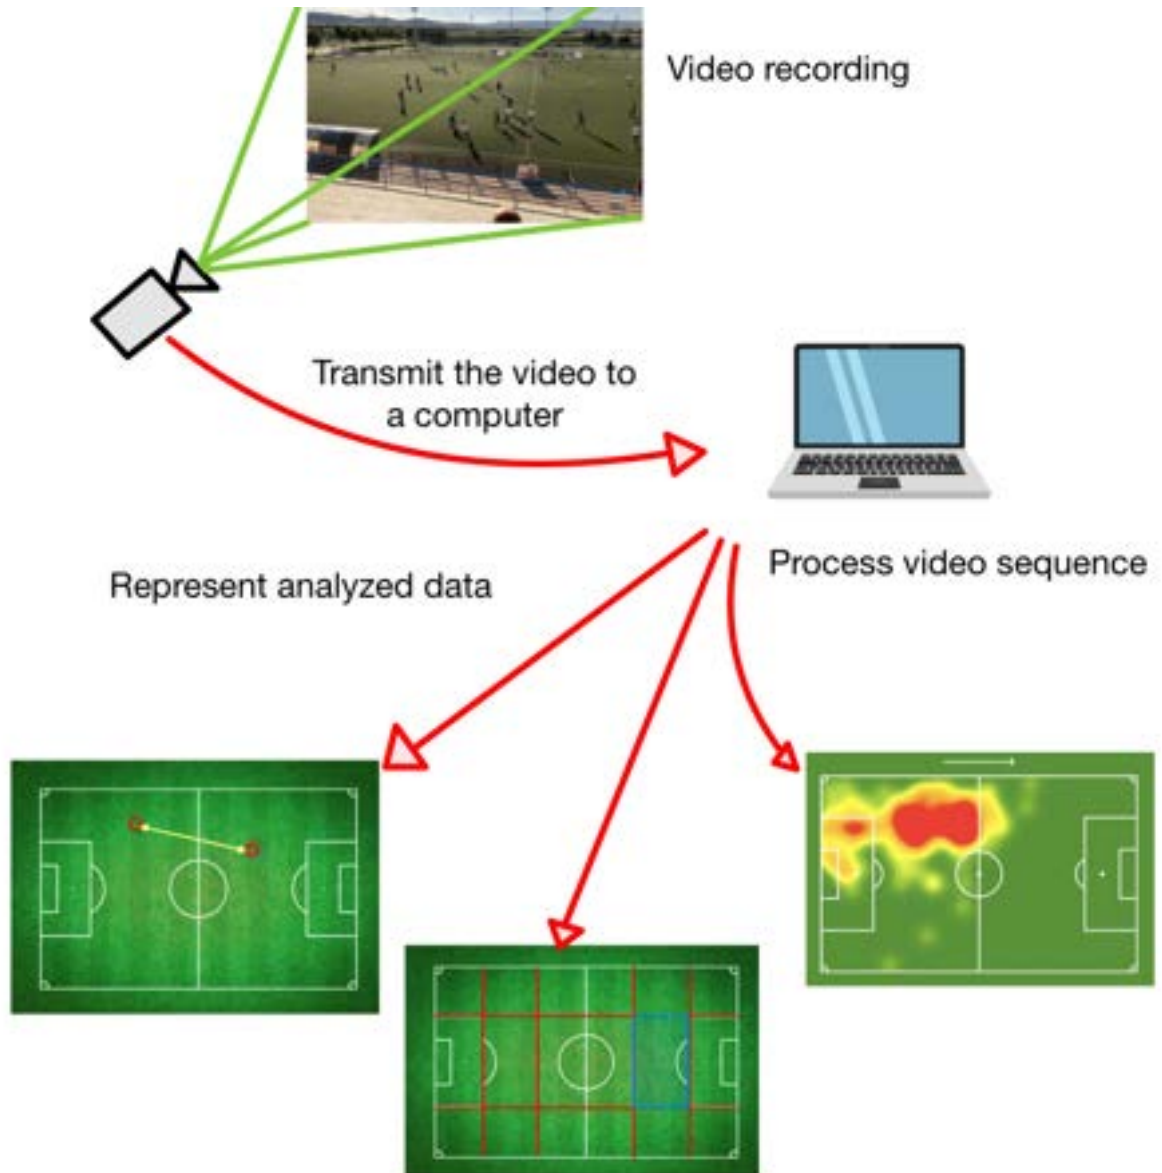 Video recording
Transmit the video to
a computer
Process video sequence
Represent analyzed data